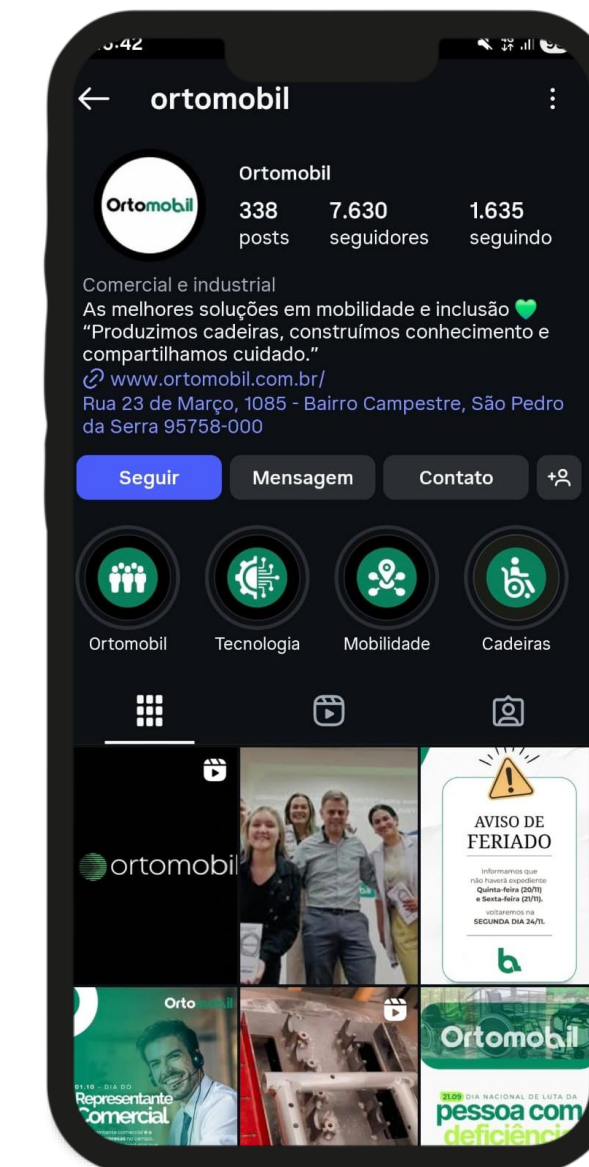 :42
4G
ortomobil
Ortomobil
Ortomobil
338 7.630 1.635
posts seguidores seguindo
Comercial e industrial
As melhores soluções em mobilidade e inclusão 💚
“Produzimos cadeiras, construímos conhecimento e
compartilhamos cuidado.”
www.ortomobil.com.br/
Rua 23 de Março, 1085 - Bairro Campestre, São Pedro
da Serra 95758-000
Seguir Mensagem Contato
Ortomobil Tecnologia Mobilidade Cadeiras
ortomobil
AVISO DE
FERIADO
Informamos que
não haverá expediente
Quinta-feira (20/11)
e Sexta-feira (21/11).
voltaremos na
SEGUNDA DIA 24/11.
Ortomobil
01.10 - DIA DO
Representante
Comercial
Ortomobil
21.09 DIA NACIONAL DE LUTA DA
pessoa com
deficiência